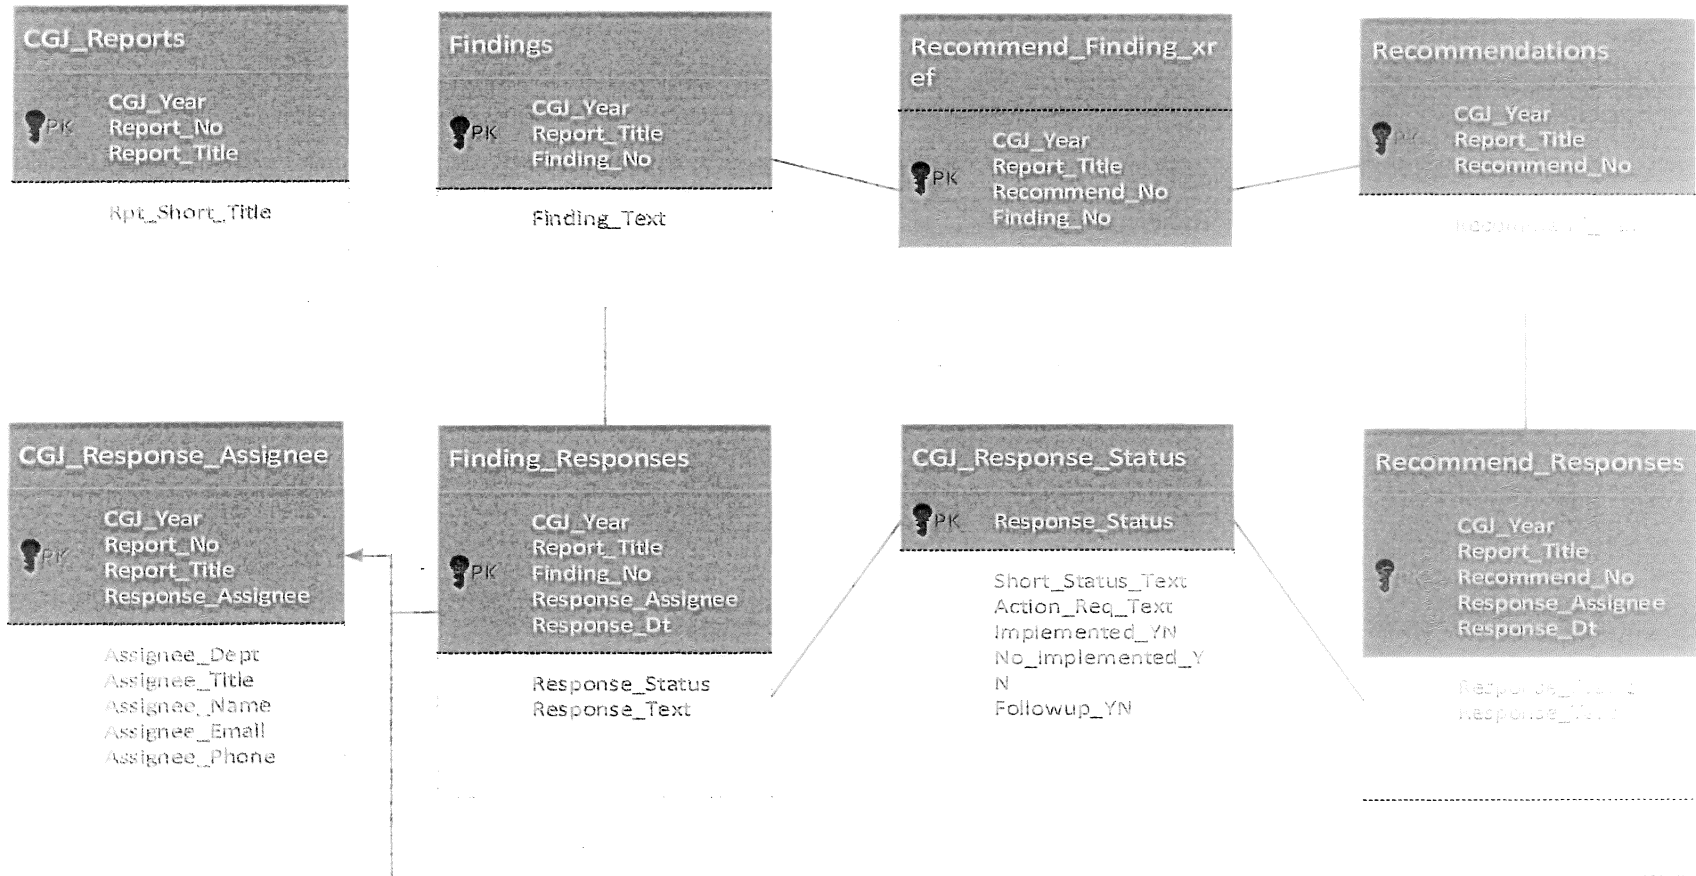 CGJ_Reports
PK
CGJ_Year
Report_No
Report_Title
Rpt_Short_Title
Findings
PK
CGJ_Year
Report_Title
Finding_No
Finding_Text
Recommend_Finding_xr
ef
PK
CGJ_Year
Report_Title
Recommend_No
Finding_No
Recommendations
PK
CGJ_Year
Report_Title
Recommend_No
CGJ_Response_Assignee
PK
CGJ_Year
Report_No
Report_Title
Response_Assignee
Assignee_Dept
Assignee_Title
Assignee_Name
Assignee_Email
Assignee_Phone
Finding_Responses
PK
CGJ_Year
Report_Title
Finding_No
Response_Assignee
Response_Dt
Response_Status
Response_Text
CGJ_Response_Status
PK
Response_Status
Short_Status_Text
Action_Req_Text
Implemented_YN
No_Implemented_Y
N
Followup_YN
Recommend_Responses
CGJ_Year
Report_Title
Recommend_No
Response_Assignee
Response_Dt